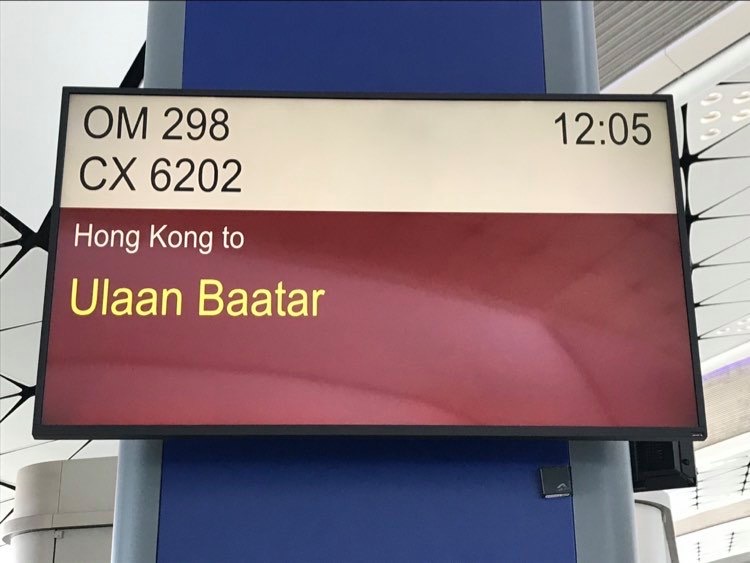 OM 298 12:05
CX 6202
Hong Kong to
Ulaan Baatar